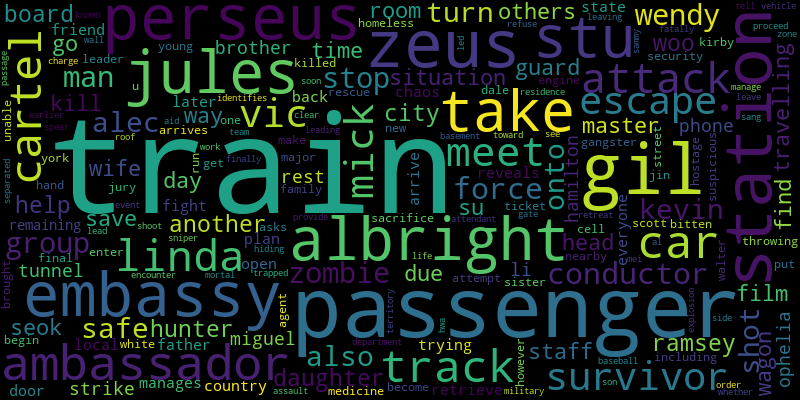 train
passenger
station
gil
albright
embassy
perseus
zeus
stu
jules
take
ambassador
attack
meet
linda
track
survivor
car
cartel
vic
mick
escape
group
conductor
wendy
kevin
turn
stop
force
safe
hunter
man
alec
zombie
also
another
head
onto
su
woo
master
situation
others
board
room
time
go
way
city
guard
help
save
day
wife
rest
kill
tunnel
seok
strike
daughter
due
li
staff
film
shot
wagon
ophelia
find
travelling
hamilton
ramsey
miguel
phone
brother
friend
homeless
state
later
back
killed
young
leader
wall
charge
passage
unable
separated
york
hand
jury
fight
family
major
make
reveals
arrive
new
gangster
street
jin
hostage
suspicious
security
kirby
sammy
led
fatally
refuse
leaving
known
tell
vehicle
proceed
zone
manage
leave
sang
toward
see
residence
basement
dale
engine
chaos
rescue
soon
clear
identifies
u
aid
team
arrives
roof
one
run
work
get
finally
leading
earlier
spear
remaining
event
lead
shoot
sniper
final
enter
encounter
mortal
hiding
open
plan
asks
provide
sacrifice
attendant
ticket
gate
retreat
cell
nearby
everyone
scott
bitten
al
mei
walter
throwing
put
side
explosion
including
baseball
whether
order
son
military
department
territory
life
attempt
sister
however
trying
become
retrieve
medicine
assault
country
manages
father
white
local
begin
door
brought
agent
trapped
hwa